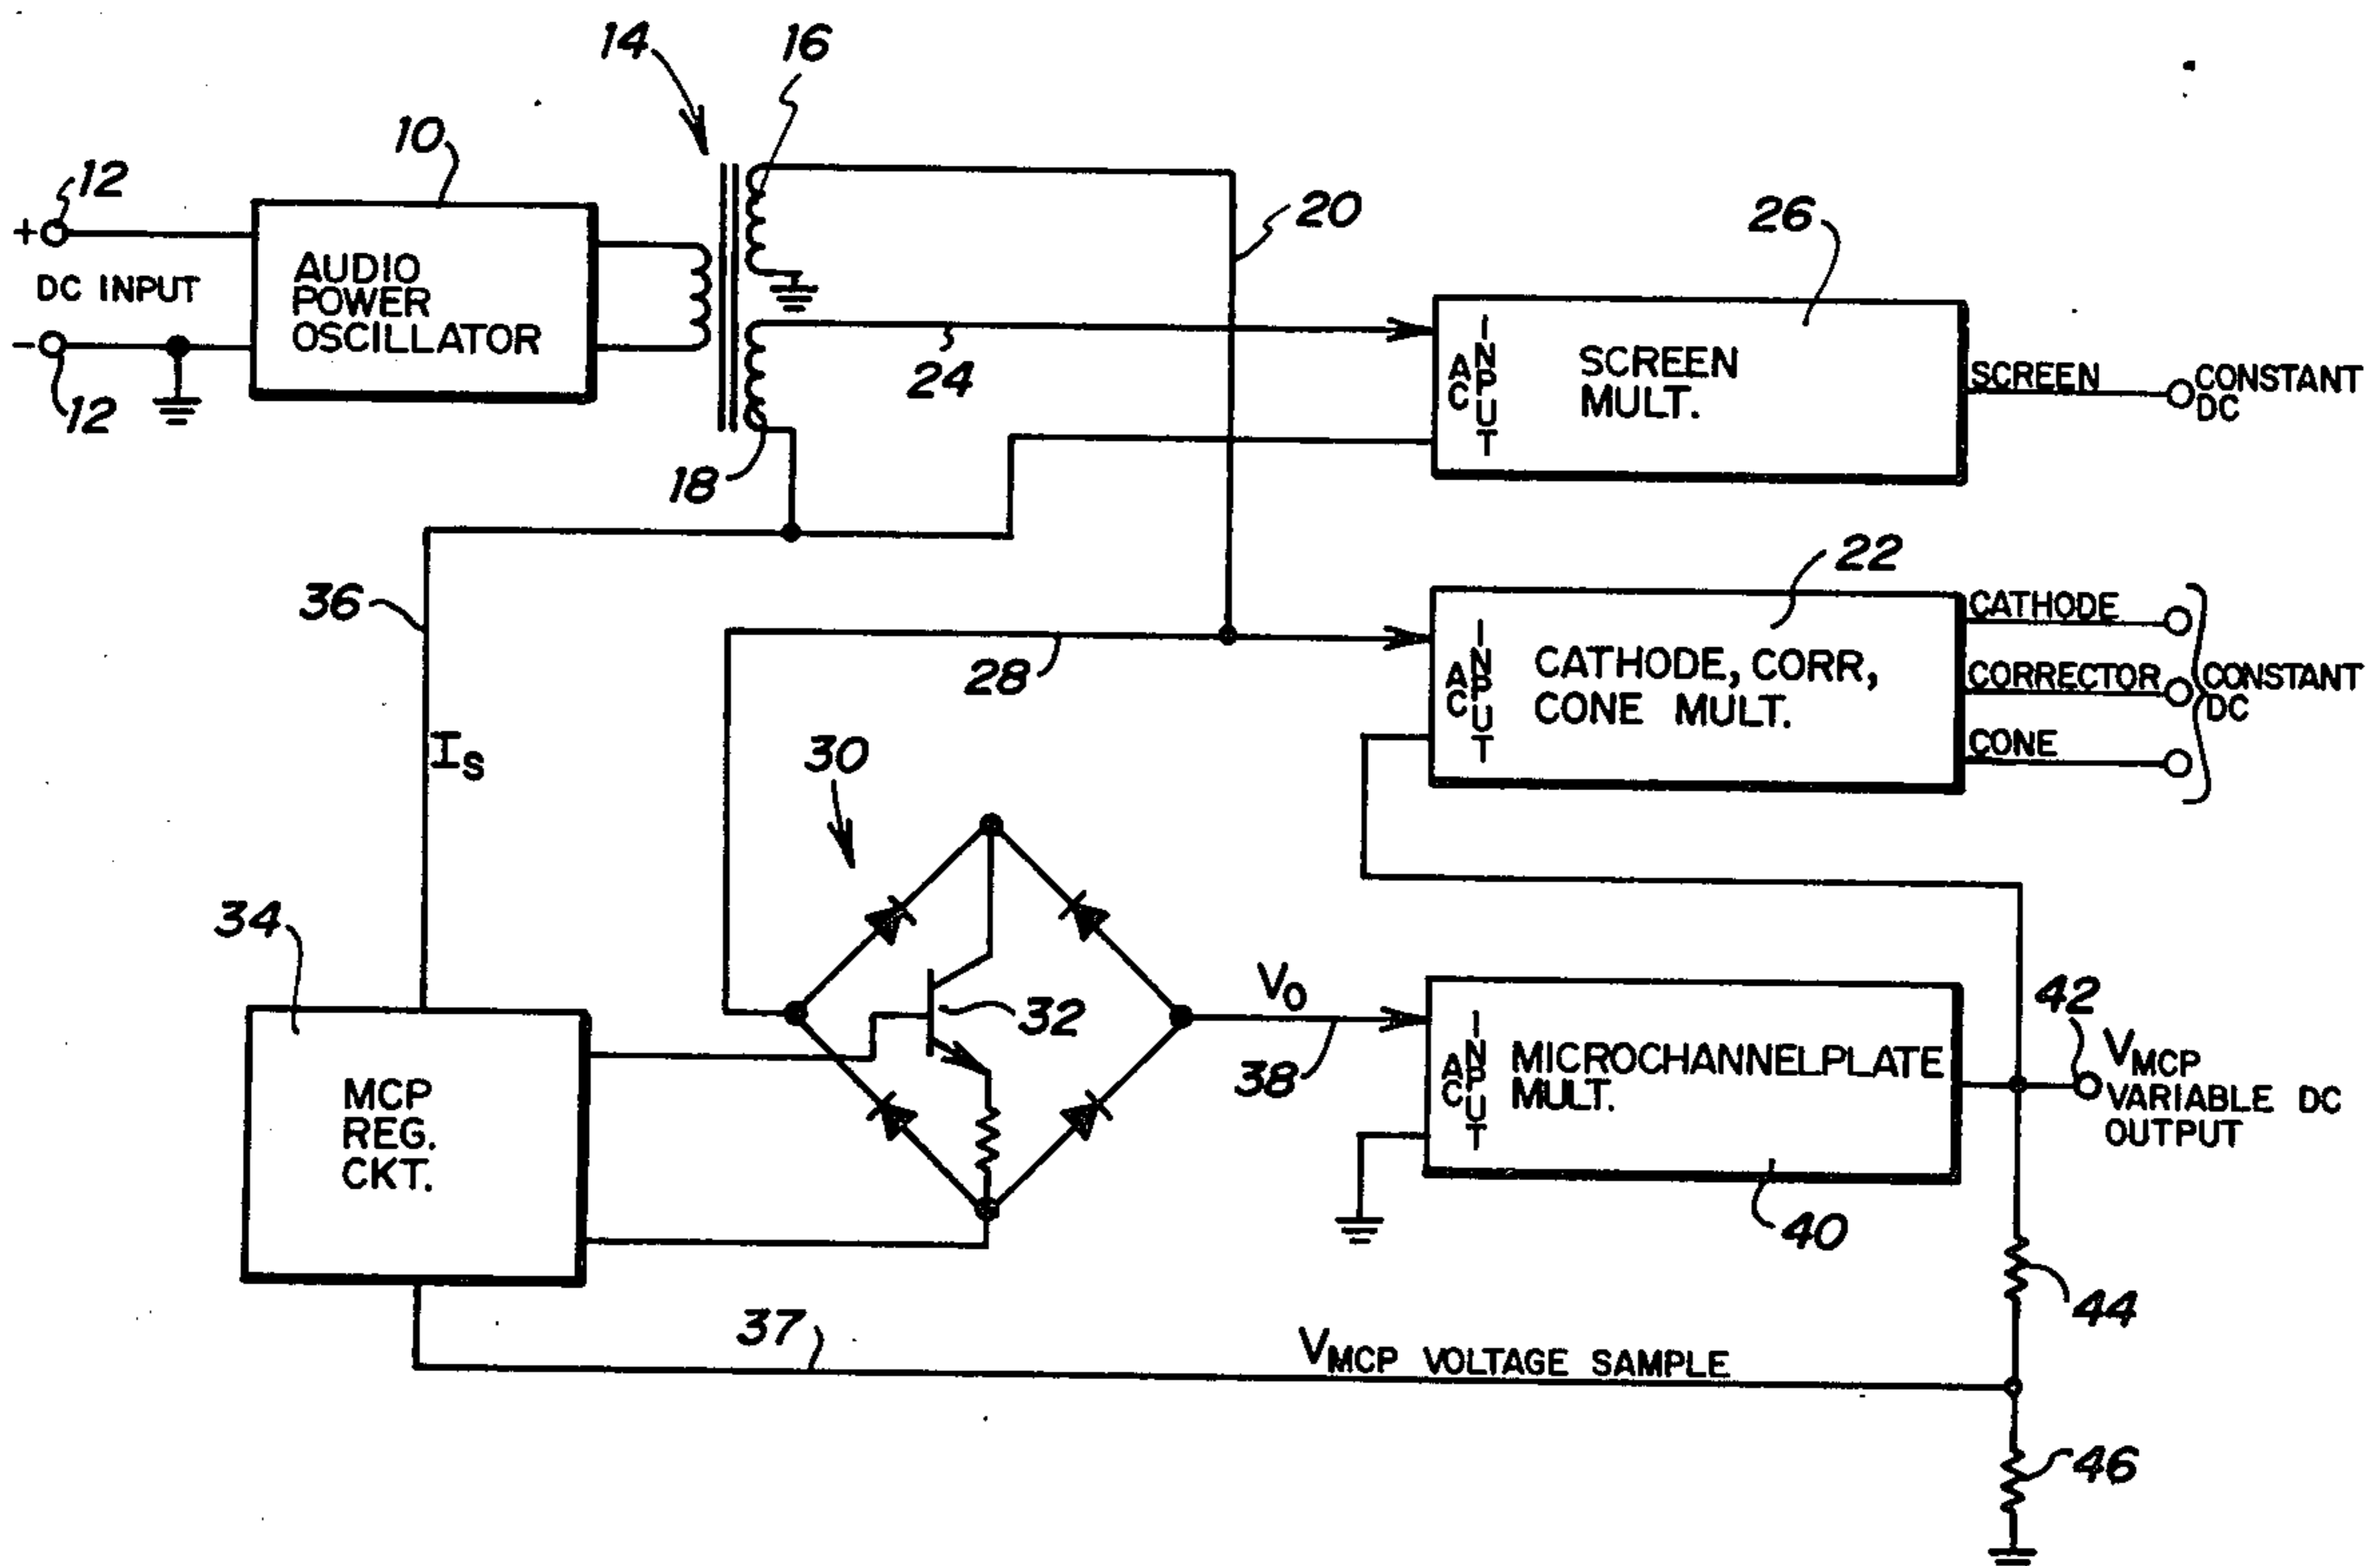 14
16
10
12
+
DC INPUT
-
12
AUDIO
POWER
OSCILLATOR
20
24
18
26
AC
INPUT
SCREEN
MULT.
SCREEN
CONSTANT
DC
36
IS
28
22
AC
INPUT
CATHODE, CORR,
CONE MULT.
CATHODE
CORRECTOR
CONE
CONSTANT
DC
30
34
MCP
REG.
CKT.
32
VO
38
AC
INPUT
MICROCHANNELPLATE
MULT.
40
42
VMCP
VARIABLE DC
OUTPUT
44
37
VMCP VOLTAGE SAMPLE
46